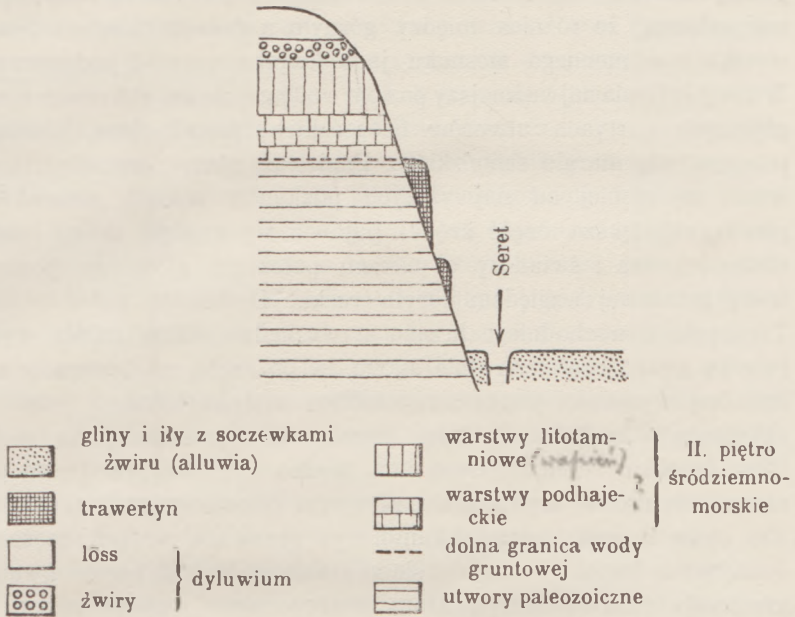 Seret
gliny i iły z soczewkami
żwiru (alluwia)
trawertyn
löss
żwiry
dyluwium
warstwy litotam-
niowe (wapień)
warstwy podhaje-
ckie
?
II. piętro
śródziemno-
morskie
dolna granica wody
gruntowej
utwory paleozoiczne